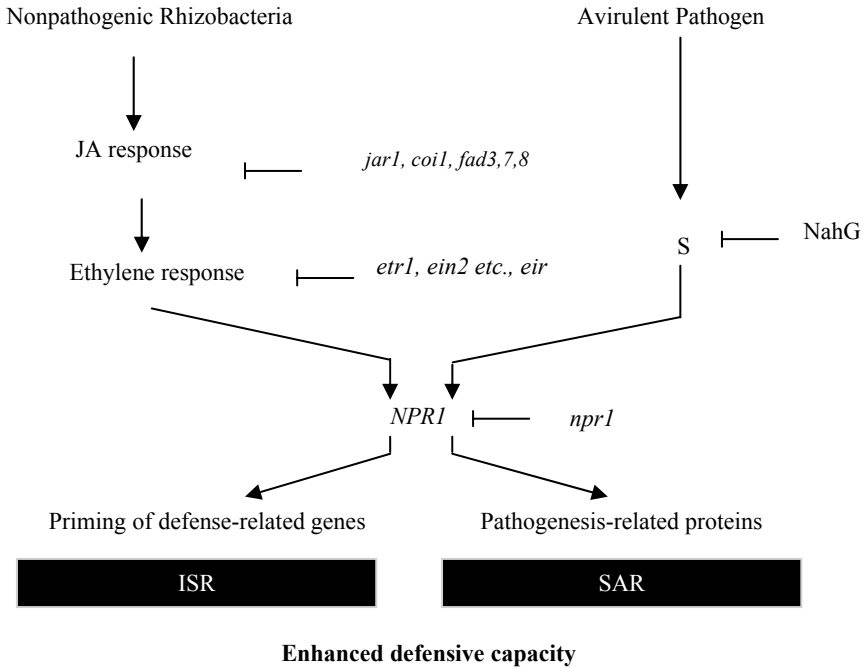 Nonpathogenic Rhizobacteria
Avirulent Pathogen
JA response
jar1, coi1, fad3,7,8
S
NahG
Ethylene response
etr1, ein2 etc., eir
NPR1
npr1
Priming of defense-related genes
Pathogenesis-related proteins
ISR
SAR
Enhanced defensive capacity